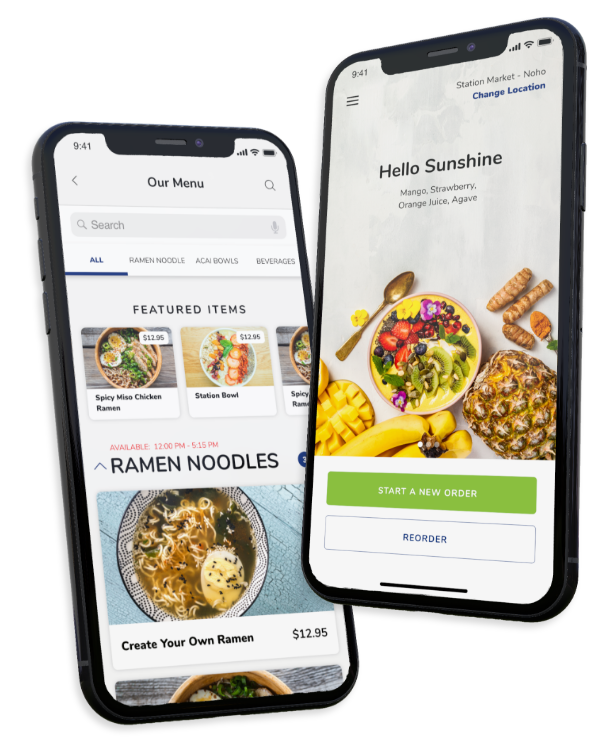 9:41
Our Menu
Search
ALL RAMEN NOODLE ACAI BOWLS BEVERAGES
FEATURED ITEMS
$12.95 $12.95
Spicy Miso Chicken Station Bowl Spicy
Ramen
AVAILABLE: 12:00 PM - 5:15 PM
RAMEN NOODLES
Create Your Own Ramen $12.95
9:41
Station Market - Noho
Change Location
Hello Sunshine
Mango, Strawberry,
Orange Juice, Agave
START A NEW ORDER
REORDER